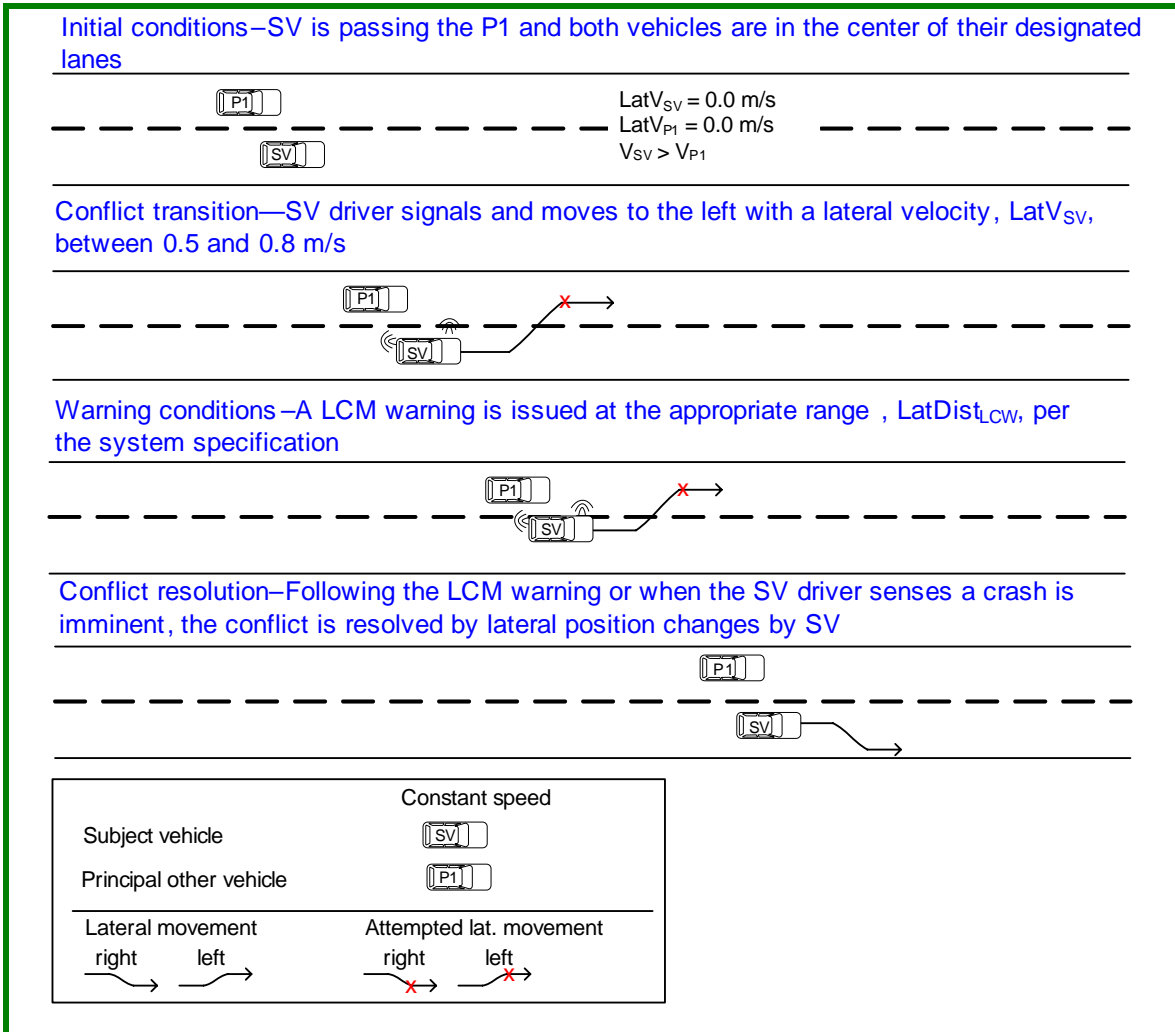 Initial conditions–SV is passing the P1 and both vehicles are in the center of their designated
lanes
P1
SV
LatVSV = 0.0 m/s
LatVP1 = 0.0 m/s
VSV > VP1
Conflict transition—SV driver signals and moves to the left with a lateral velocity, LatVSV,
between 0.5 and 0.8 m/s
P1
x
SV
Warning conditions –A LCM warning is issued at the appropriate range , LatDistLCW, per
the system specification
P1
x
SV
Conflict resolution–Following the LCM warning or when the SV driver senses a crash is
imminent, the conflict is resolved by lateral position changes by SV
P1
SV
Constant speed
Subject vehicle
SV
Principal other vehicle
P1
Lateral movement
right left
Attempted lat. movement
right left
x x